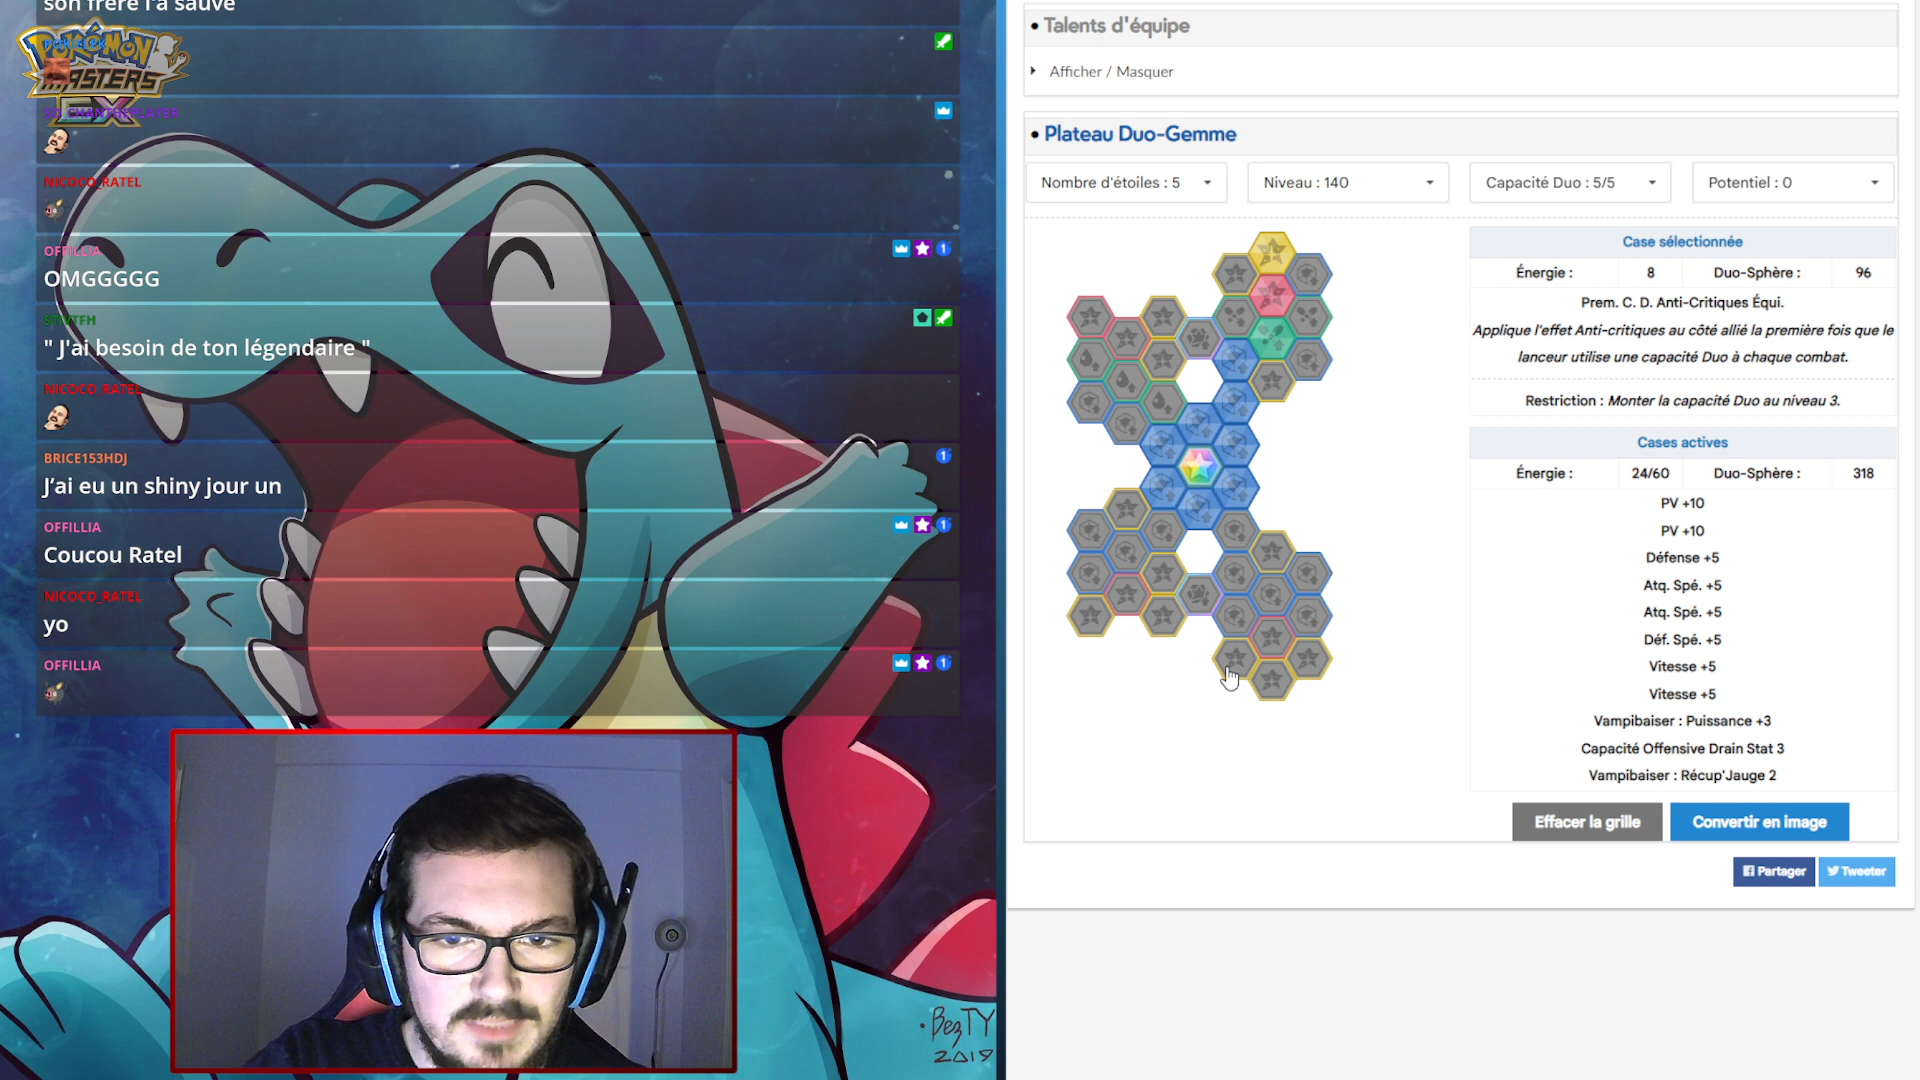 son frère l'a sauvé
POKÉMON
MASTERS
EX
NICOCO_RATEL
OFFILLIA
OMGGGGG
STVTFH
" J'ai besoin de ton légendaire "
NICOCO_RATEL
BRICE153HDJ
J'ai eu un shiny jour un
OFFILLIA
Coucou Ratel
NICOCO_RATEL
yo
OFFILLIA
BezTY
2019
• Talents d'équipe
Afficher / Masquer
• Plateau Duo-Gemme
Nombre d'étoiles : 5
Niveau : 140
Capacité Duo : 5/5
Potentiel : 0
Case sélectionnée
Énergie : 8 Duo-Sphère : 96
Prem. C. D. Anti-Critiques Équi.
Applique l'effet Anti-critiques au côté allié la première fois que le
lanceur utilise une capacité Duo à chaque combat.
Restriction : Monter la capacité Duo au niveau 3.
Cases actives
Énergie : 24/60 Duo-Sphère : 318
PV +10
PV +10
Défense +5
Atq. Spé. +5
Atq. Spé. +5
Déf. Spé. +5
Vitesse +5
Vitesse +5
Vampibaiser : Puissance +3
Capacité Offensive Drain Stat 3
Vampibaiser : Récup'Jauge 2
Effacer la grille
Convertir en image
Partager
Tweeter